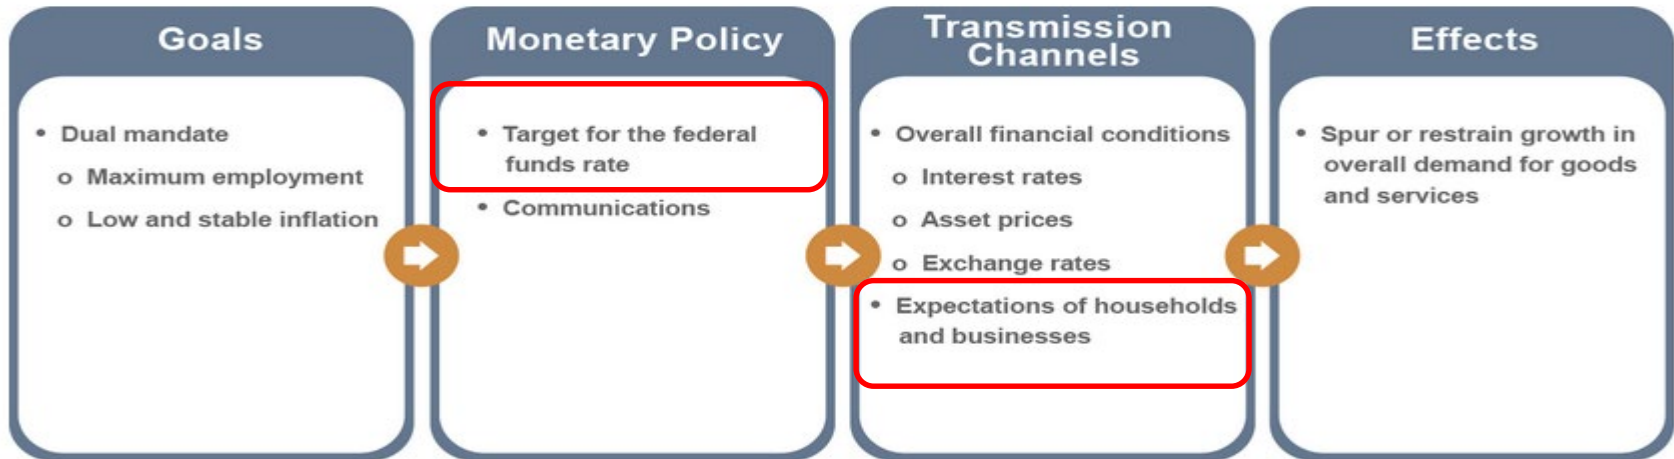 Goals
• Dual mandate
o Maximum employment
o Low and stable inflation
Monetary Policy
• Target for the federal
funds rate
• Communications
Transmission
Channels
• Overall financial conditions
o Interest rates
o Asset prices
o Exchange rates
• Expectations of households
and businesses
Effects
• Spur or restrain growth in
overall demand for goods
and services